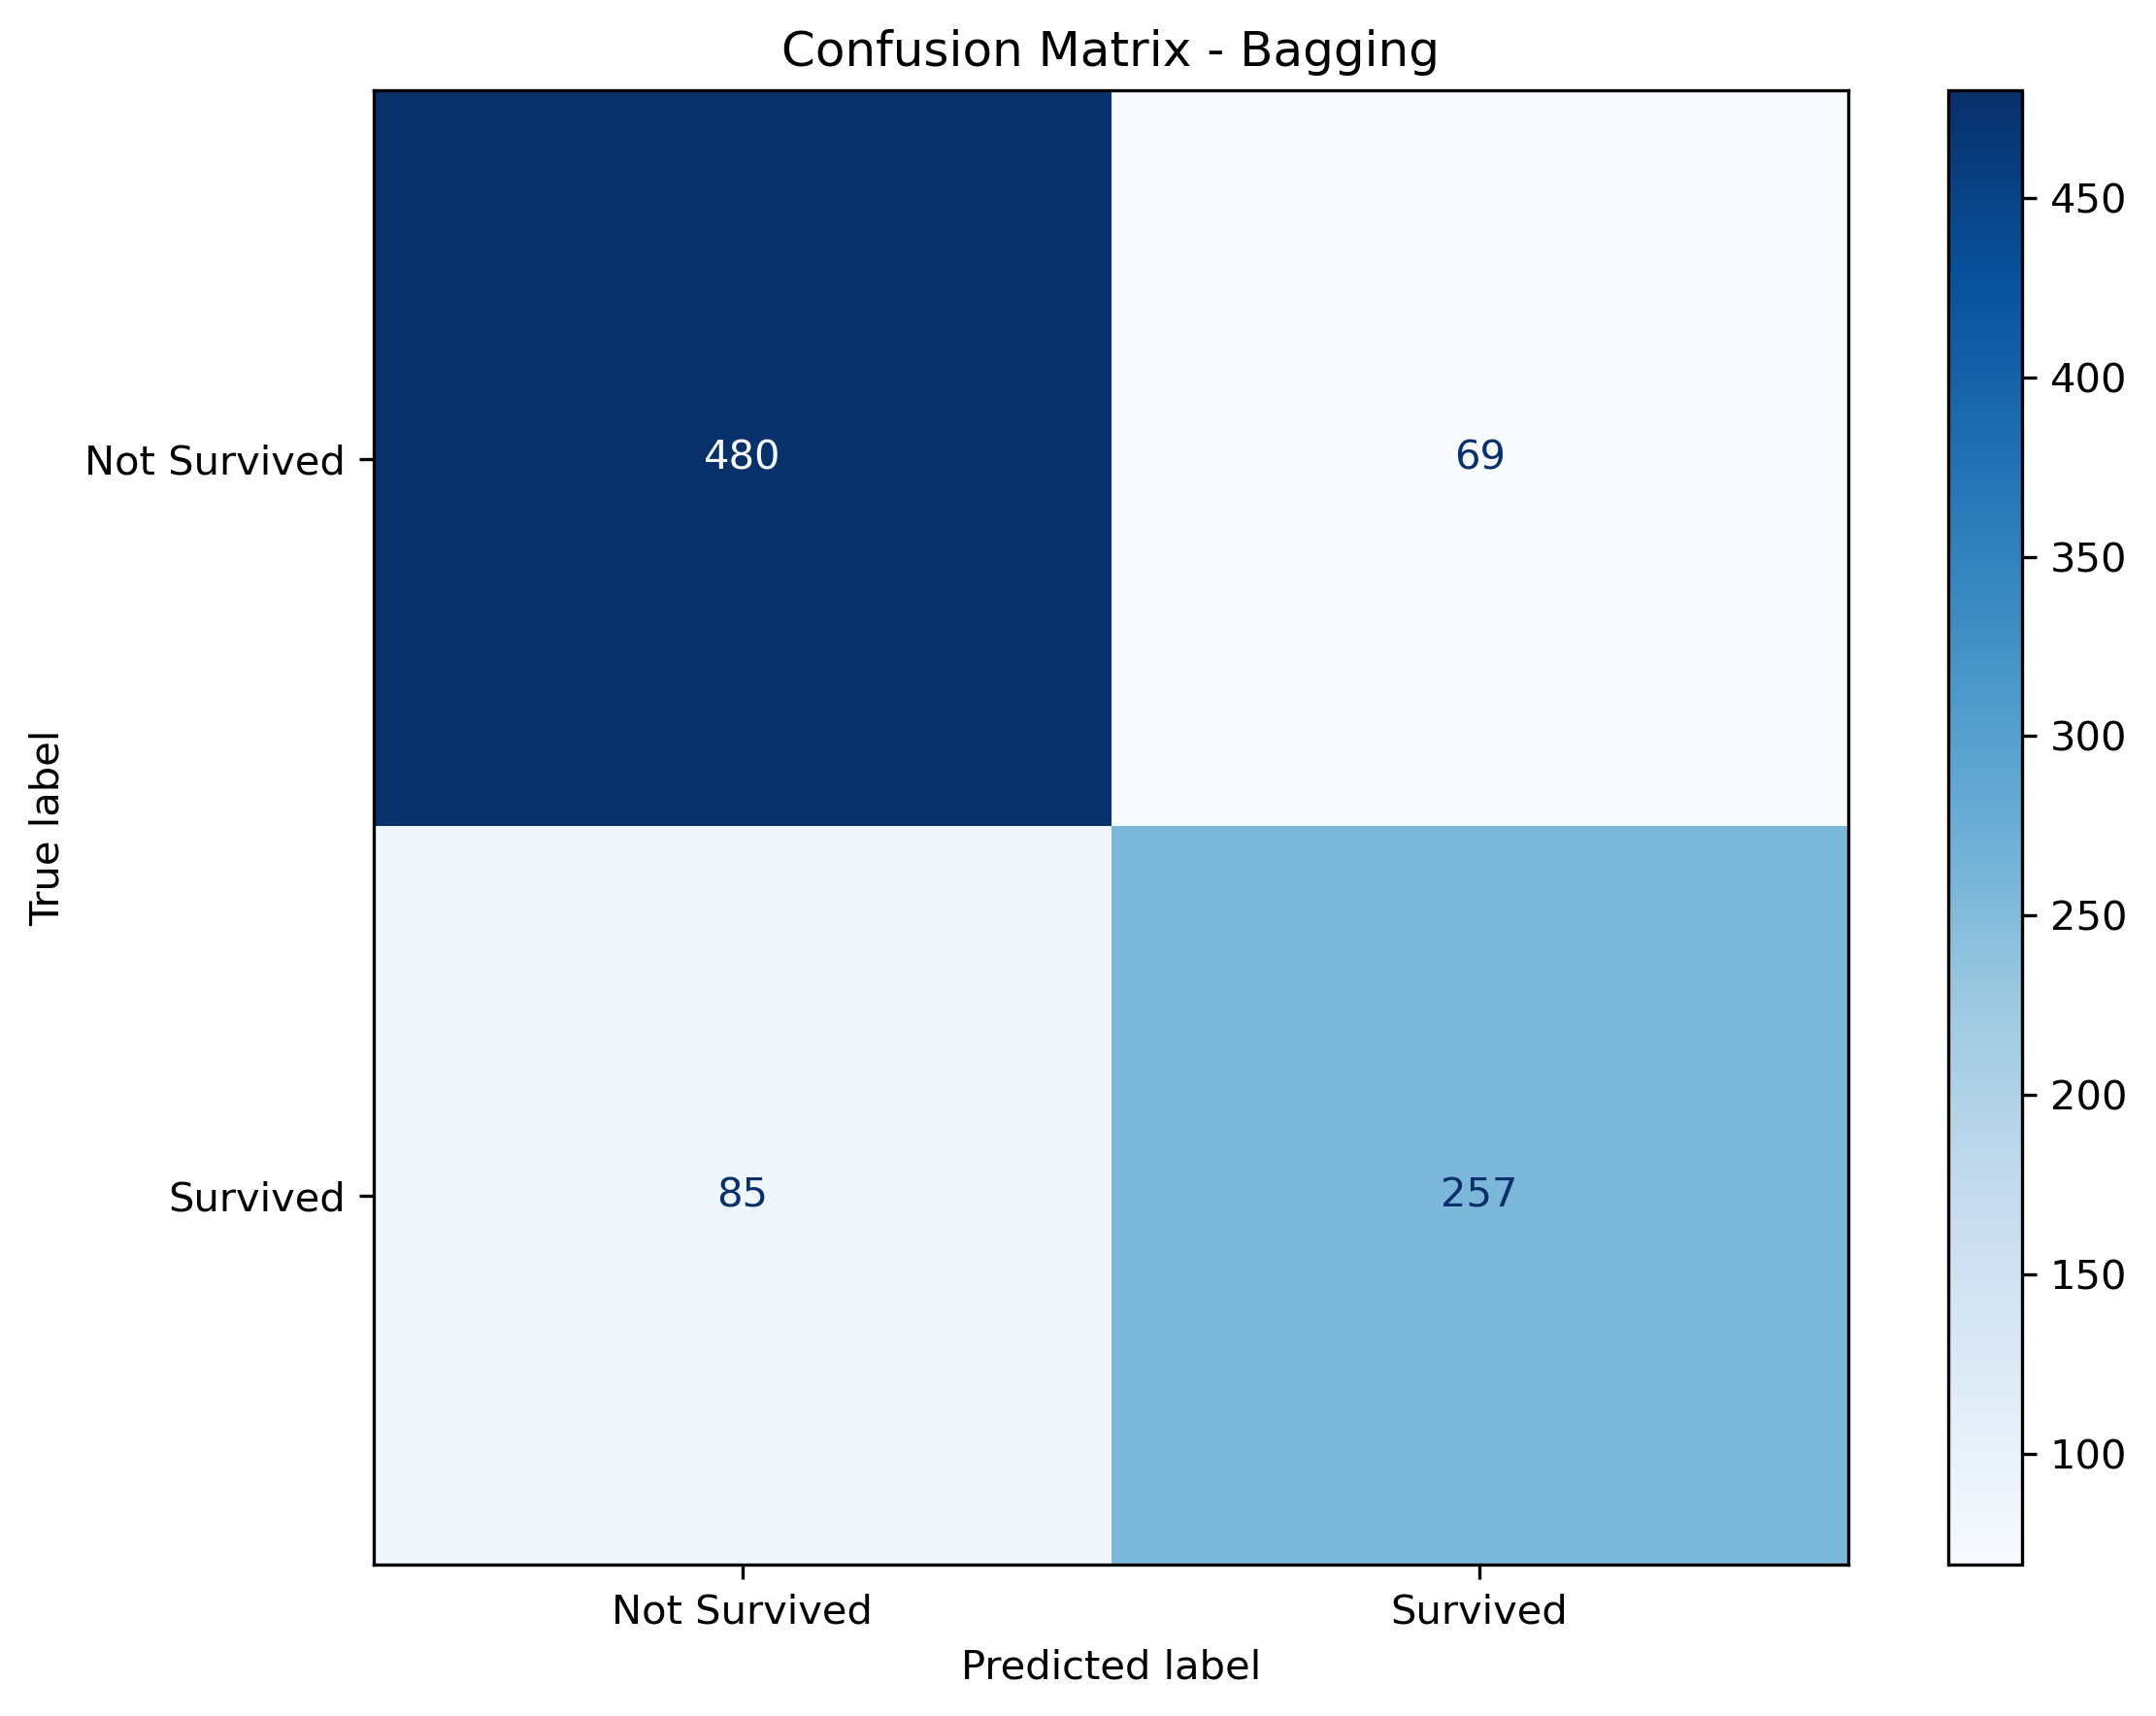 Confusion Matrix - Bagging
True label
Not Survived
Survived
480
69
85
257
Not Survived
Survived
Predicted label
450
400
350
300
250
200
150
100